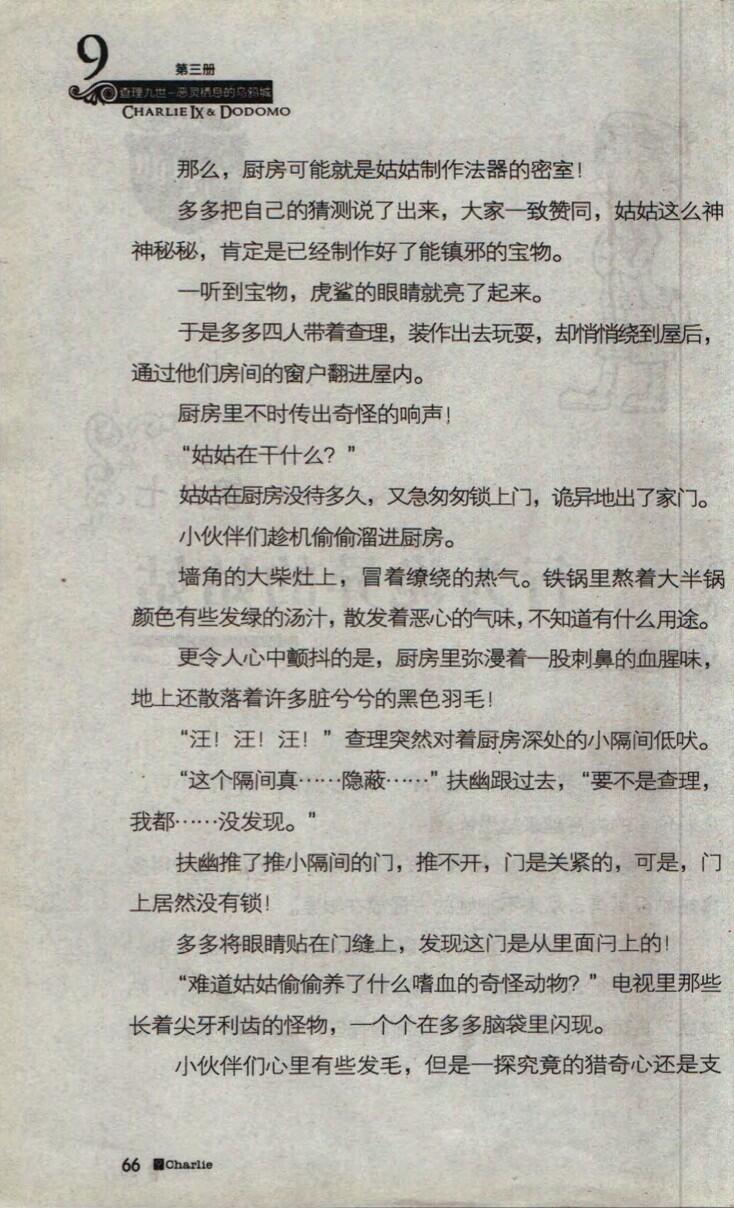 9
第三册
查理九世-恶灵栖息的乌鸦城
CHARLIE IX & DODOMO
那么，厨房可能就是姑姑制作法器的密室！
多多把自己的猜测说了出来，大家一致赞同，姑姑这么神
神秘秘，肯定是已经制作好了能镇邪的宝物。
一听到宝物，虎鲨的眼睛就亮了起来。
于是多多四人带着查理，装作出去玩耍，却悄悄绕到屋后，
通过他们房间的窗户翻进屋内。
厨房里不时传出奇怪的响声！
“姑姑在干什么？”
姑姑在厨房没待多久，又急匆匆锁上门，诡异地出了家门。
小伙伴们趁机偷偷溜进厨房。
墙角的大柴灶上，冒着缭绕的热气。铁锅里熬着大半锅
颜色有些发绿的汤汁，散发着恶心的气味，不知道有什么用途。
更令人心中颤抖的是，厨房里弥漫着一股刺鼻的血腥味，
地上还散落着许多脏兮兮的黑色羽毛！
“汪！汪！汪！”查理突然对着厨房深处的小隔间低吠。
“这个隔间真……隐蔽……”扶幽跟过去，“要不是查理，
我都……没发现。”
扶幽推了推小隔间的门，推不开，门是关紧的，可是，门
上居然没有锁！
多多将眼睛贴在门缝上，发现这门是从里面闩上的！
“难道姑姑偷偷养了什么嗜血的奇怪动物？”电视里那些
长着尖牙利齿的怪物，一个个在多多脑袋里闪现。
小伙伴们心里有些发毛，但是一探究竟的猎奇心还是支
66 Charlie